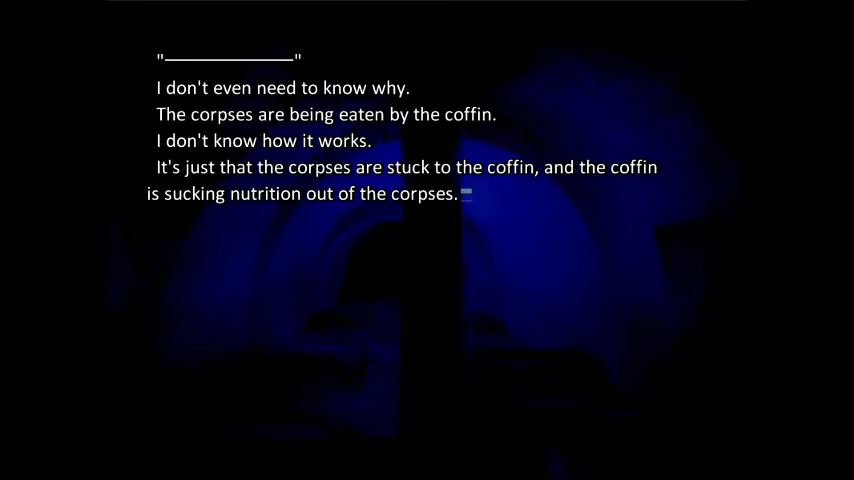 "──────────"
I don't even need to know why.
The corpses are being eaten by the coffin.
I don't know how it works.
It's just that the corpses are stuck to the coffin, and the coffin
is sucking nutrition out of the corpses.